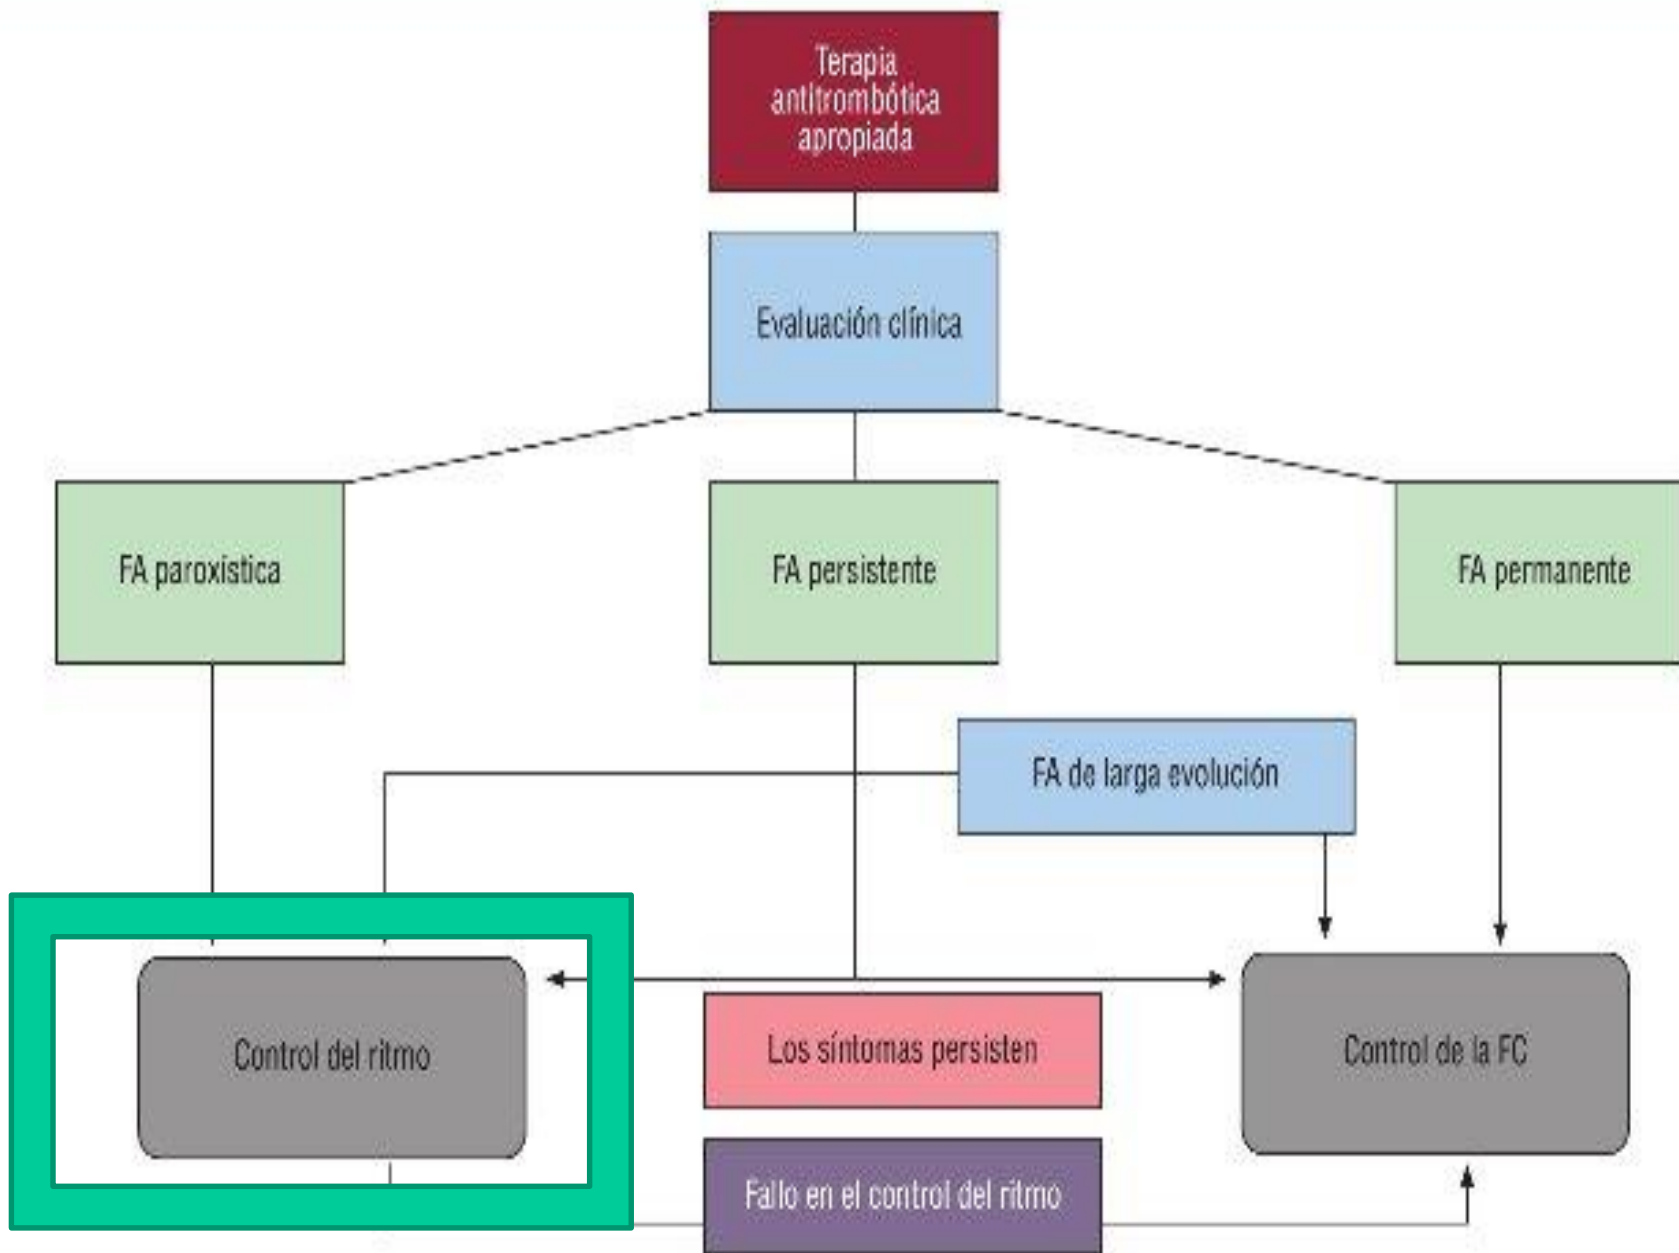 Terapia
antitrombótica
apropiada
Evaluación clínica
FA paroxística
FA persistente
FA permanente
FA de larga evolución
Control del ritmo
Los síntomas persisten
Control de la FC
Fallo en el control del ritmo